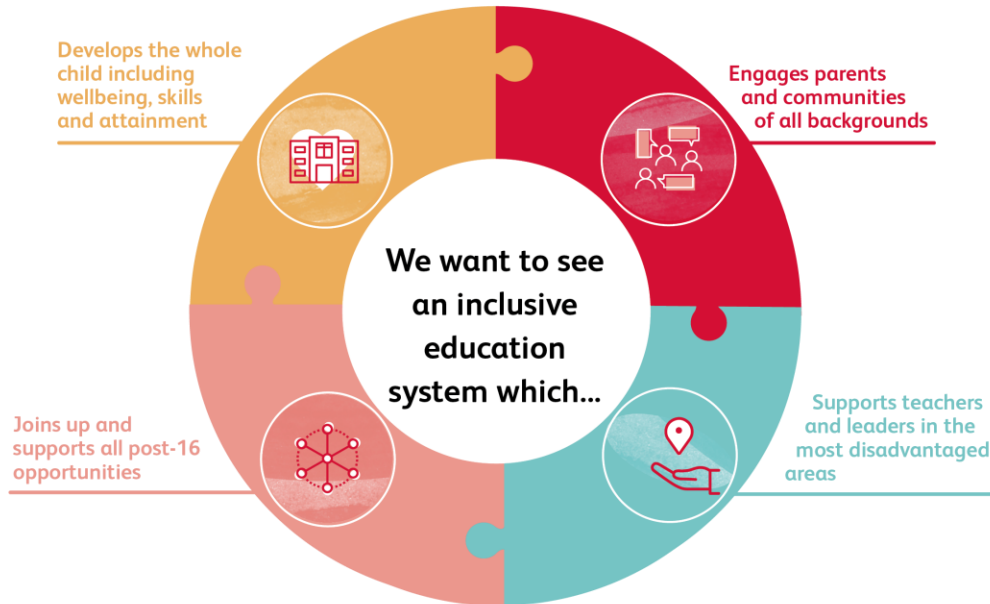 Develops the whole
child including
wellbeing, skills
and attainment
Engages parents
and communities
of all backgrounds
We want to see
an inclusive
education
system which...
Joins up and
supports all post-16
opportunities
Supports teachers
and leaders in the
most disadvantaged
areas